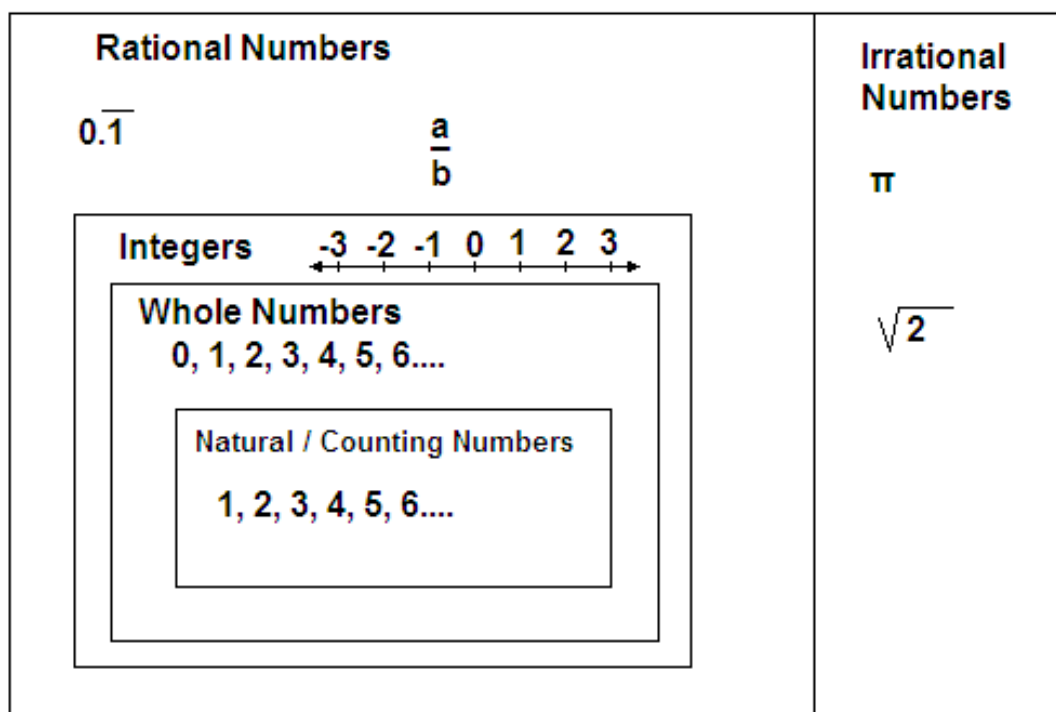 Rational Numbers
Irrational
Numbers
0.1̅
a
b
π
Integers
-3 -2 -1 0 1 2 3
Whole Numbers
0, 1, 2, 3, 4, 5, 6....
√2
Natural / Counting Numbers
1, 2, 3, 4, 5, 6....